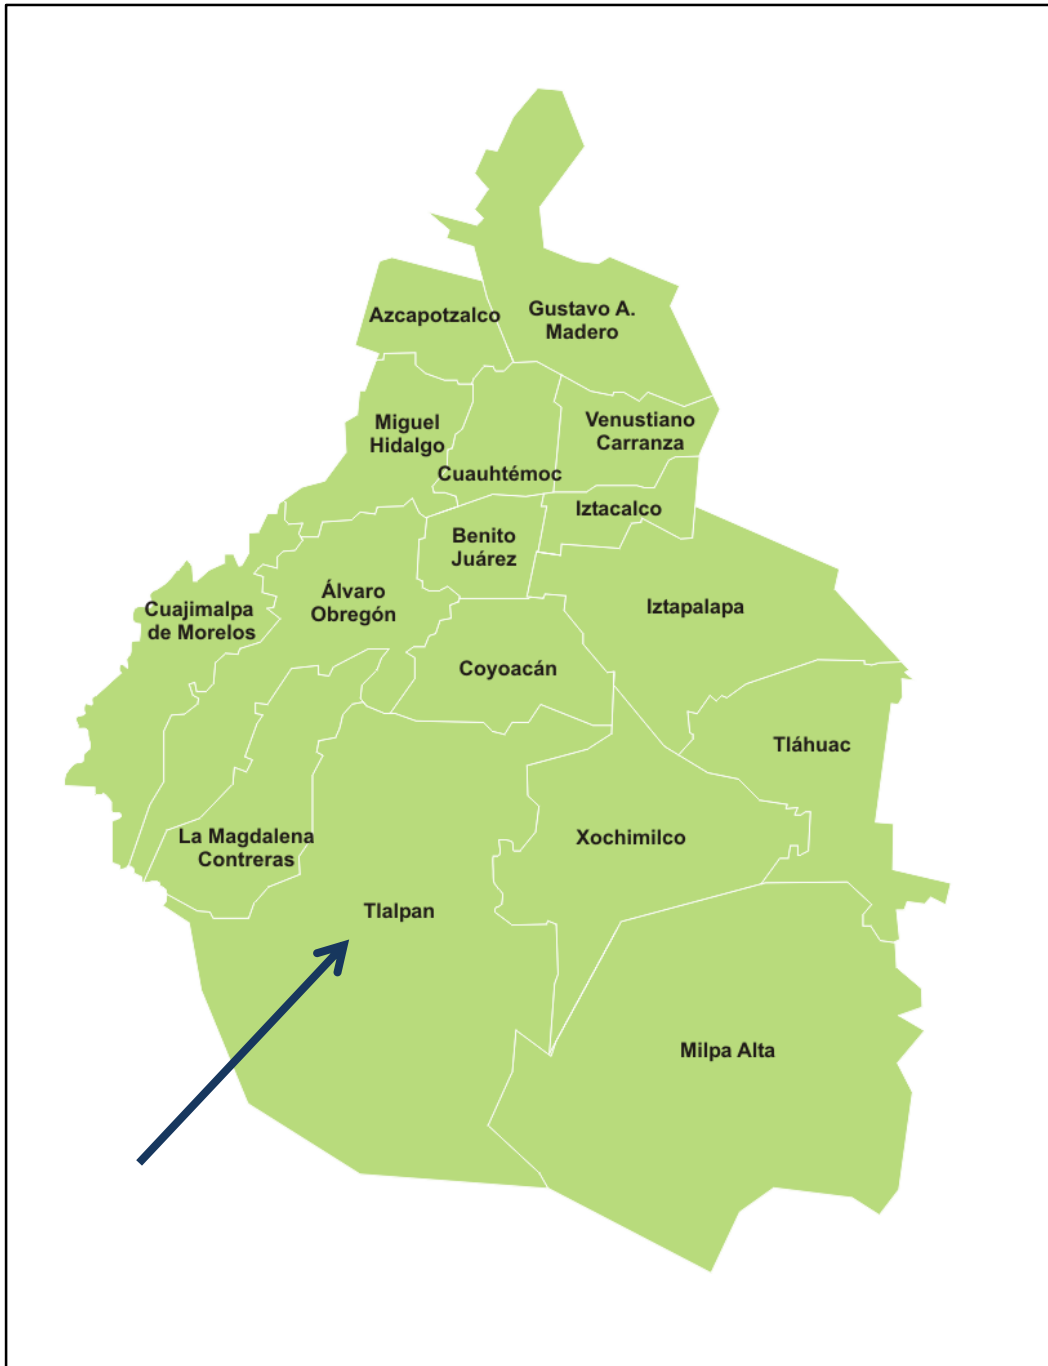 Azcapotzalco
Gustavo A.
Madero
Miguel
Hidalgo
Venustiano
Carranza
Cuauhtémoc
Iztacalco
Benito
Juárez
Álvaro
Obregón
Iztapalapa
Cuajimalpa
de Morelos
Coyoacán
Tláhuac
La Magdalena
Contreras
Xochimilco
Tlalpan
Milpa Alta